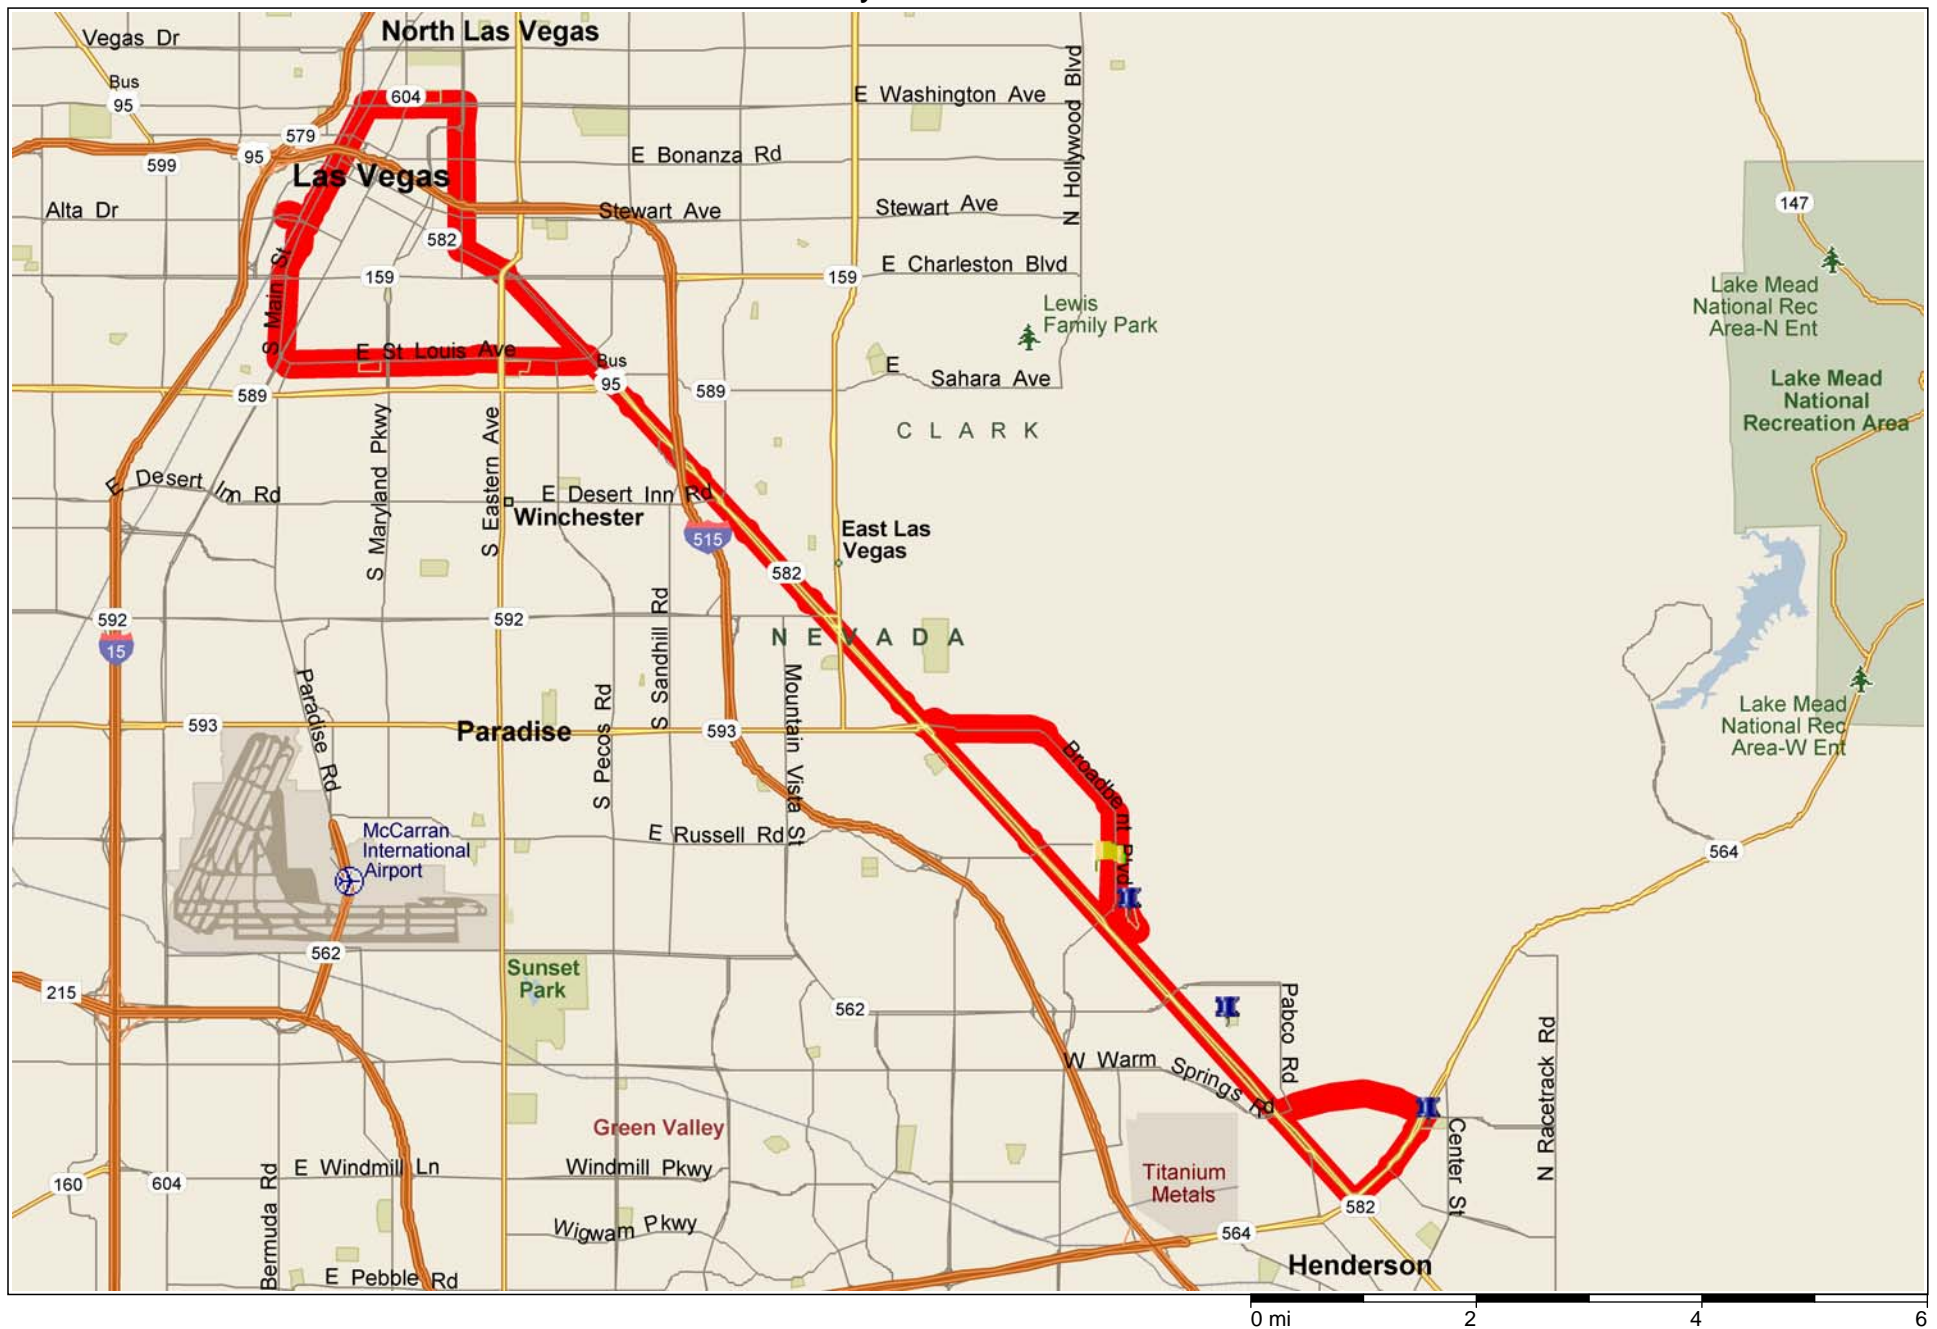 North Las Vegas
Vegas Dr
Bus
95
604
E Washington Ave
N Hollywood Blvd
579
95
599
E Bonanza Rd
Las Vegas
147
Alta Dr
Stewart Ave
Stewart Ave
582
159
159
E Charleston Blvd
S Main St
Lewis
Family Park
Lake Mead
National Rec
Area-N Ent
E St Louis Ave
Bus
95
589
589
E Sahara Ave
Lake Mead
National
Recreation Area
CLARK
S Maryland Pkwy
S Eastern Ave
E Desert Inn Rd
E Desert Inn Rd
Winchester
515
East Las
Vegas
582
592
592
15
S Sandhill Rd
NEVADA
Paradise Rd
S Pecos Rd
Mountain Vista St
593
Paradise
593
Broadbent Blvd
Lake Mead
National Rec
Area-W Ent
McCarran
International
Airport
E Russell Rd
564
562
Sunset
Park
215
562
Pabco Rd
N Racetrack Rd
W Warm Springs Rd
Green Valley
Center St
160
604
Bermuda Rd
E Windmill Ln
Windmill Pkwy
Titanium
Metals
582
Wigwam Pkwy
564
Henderson
E Pebble Rd
0 mi 2 4 6